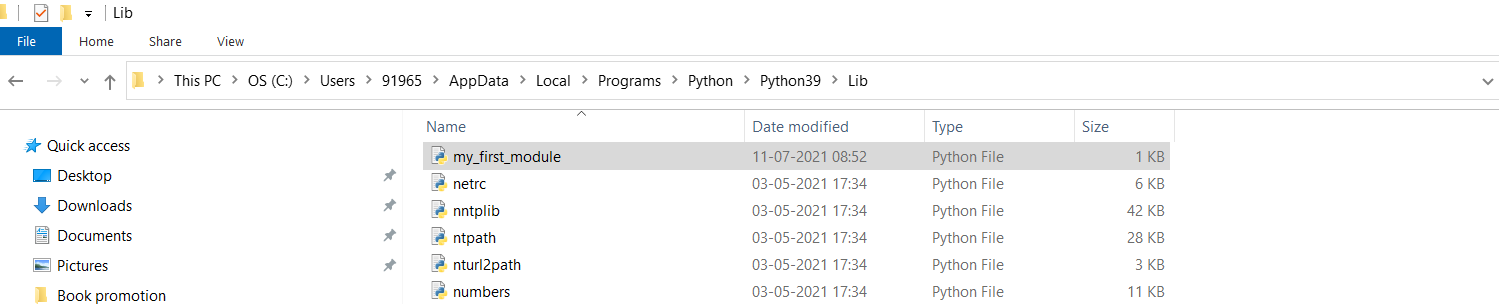 Lib
File Home Share View
This PC > OS (C:) > Users > 91965 > AppData > Local > Programs > Python > Python39 > Lib
Quick access
Desktop
Downloads
Documents
Pictures
Book promotion
Name Date modified Type Size
my_first_module 11-07-2021 08:52 Python File 1 KB
netrc 03-05-2021 17:34 Python File 6 KB
nntplib 03-05-2021 17:34 Python File 42 KB
ntpath 03-05-2021 17:34 Python File 28 KB
nturl2path 03-05-2021 17:34 Python File 3 KB
numbers 03-05-2021 17:34 Python File 11 KB